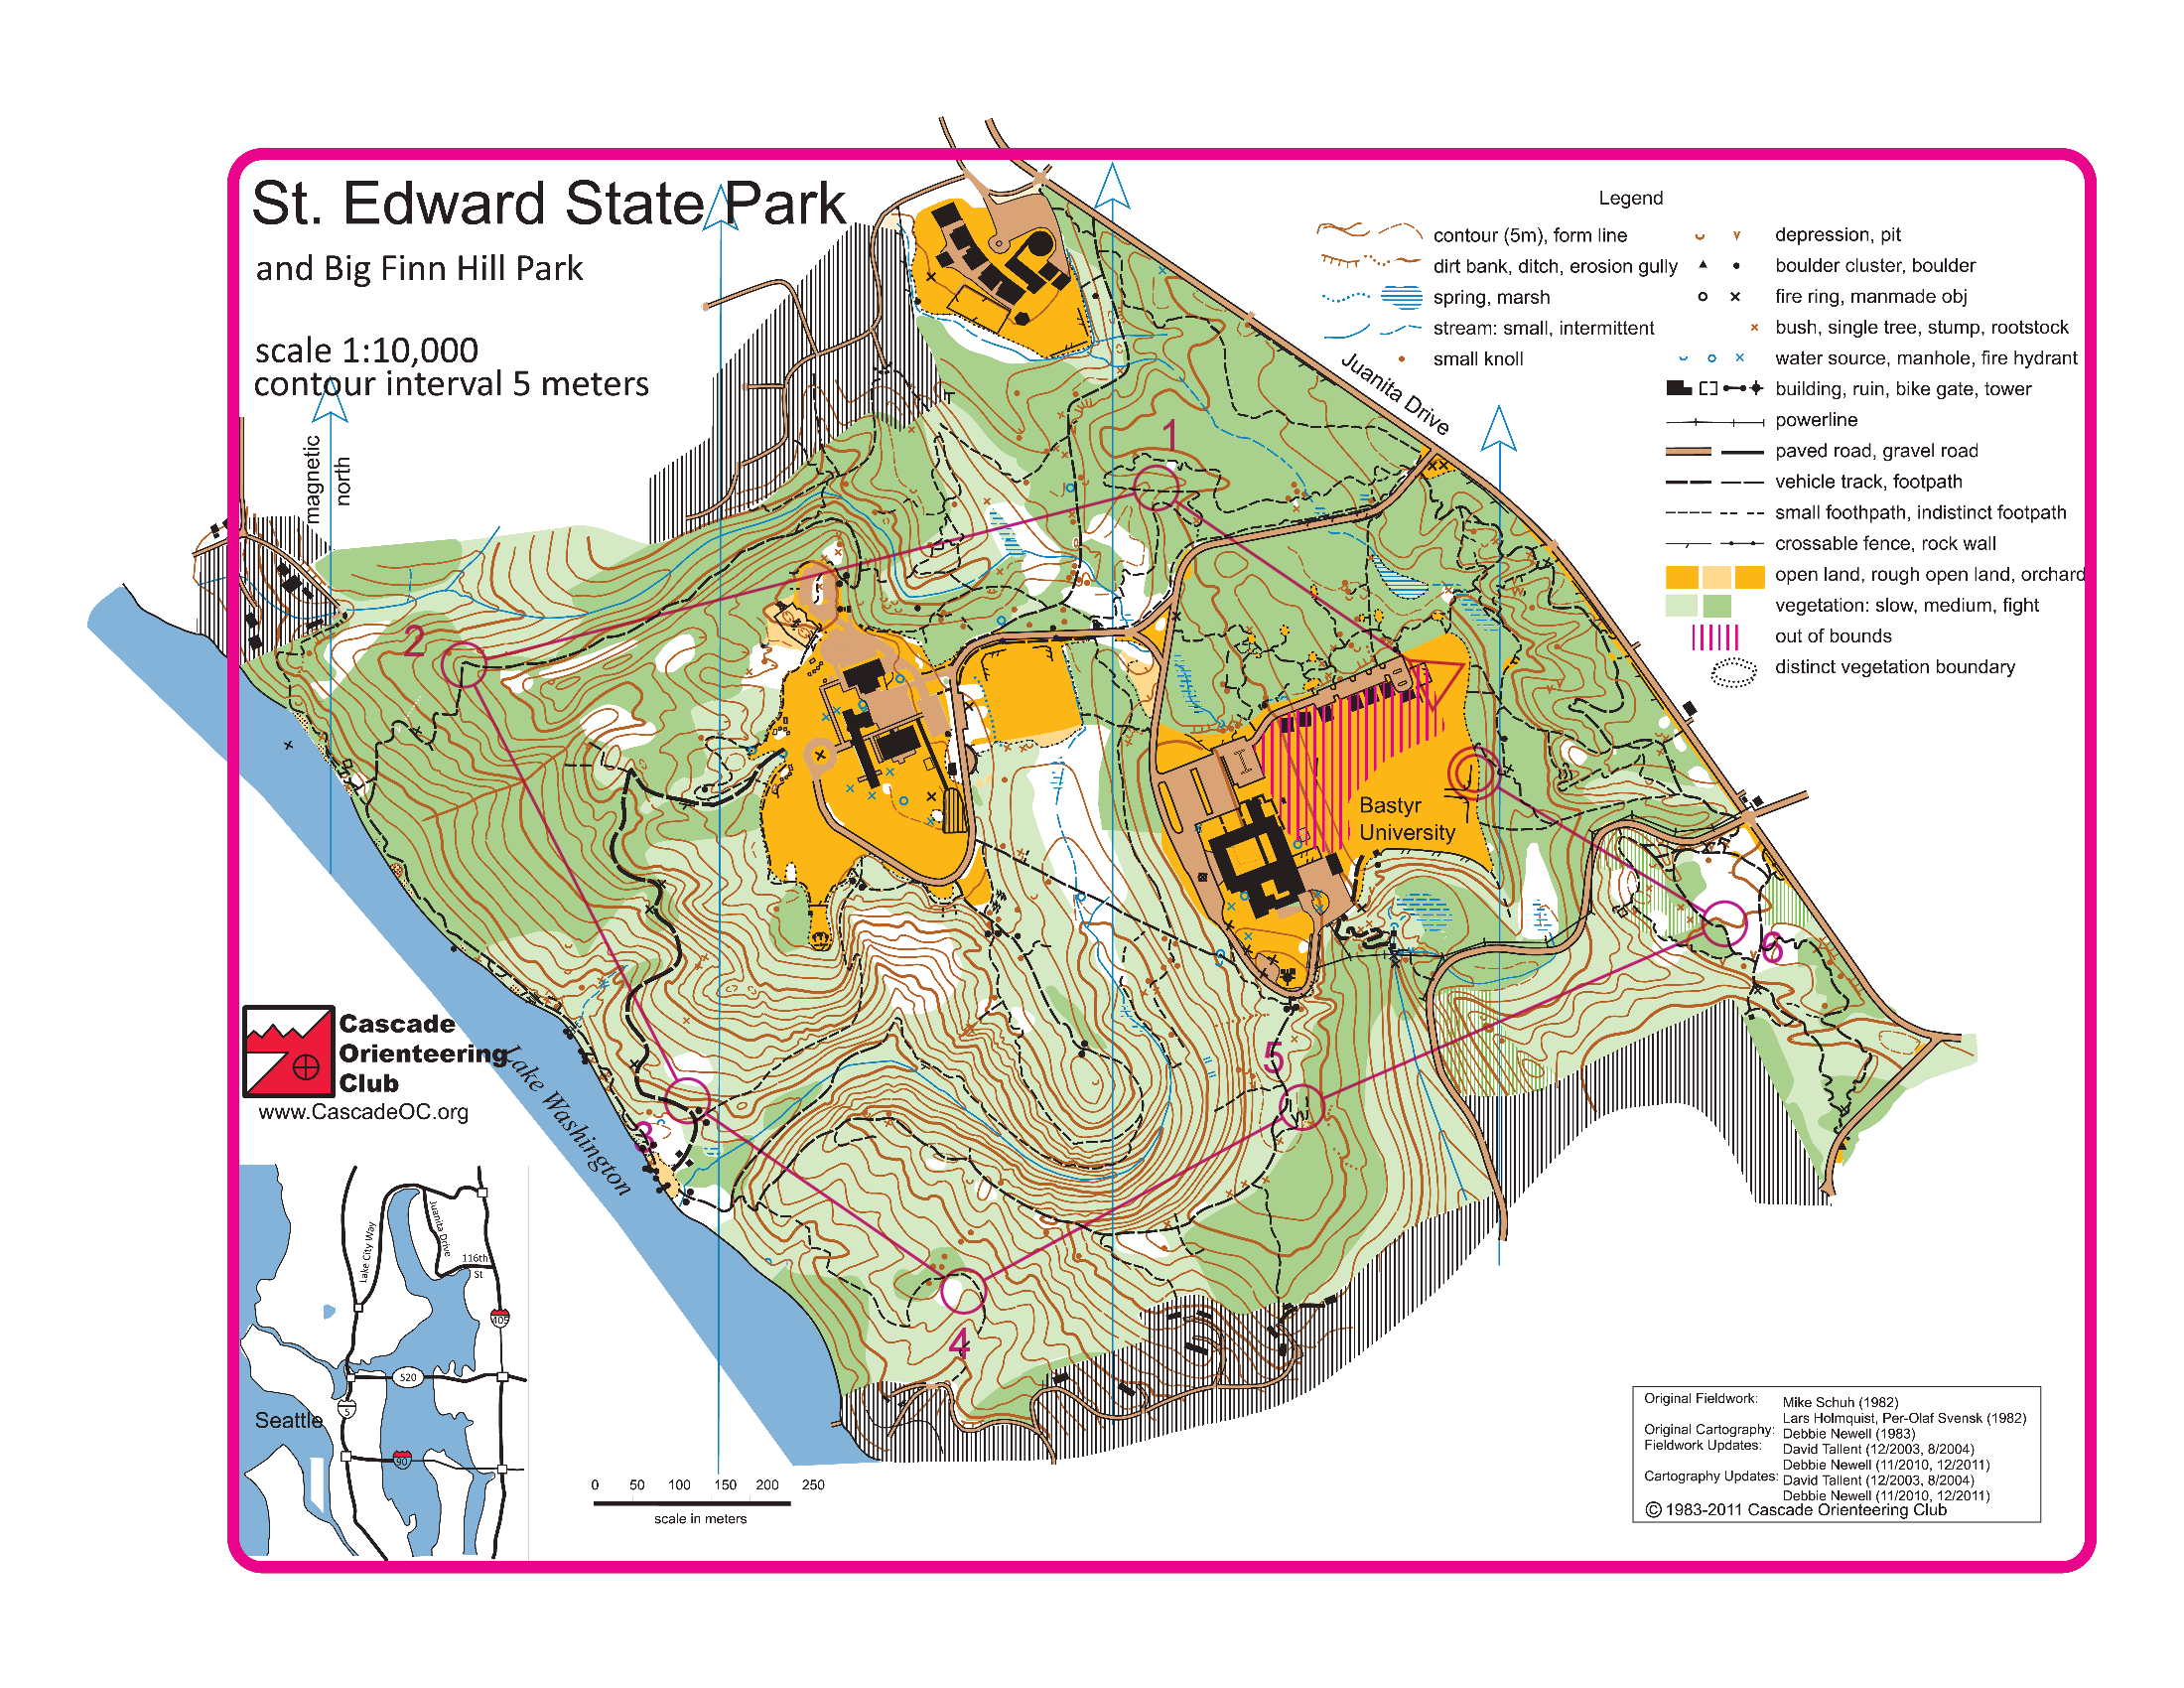 St. Edward State Park
and Big Finn Hill Park
scale 1:10,000
contour interval 5 meters
magnetic
north
Legend
contour (5m), form line
dirt bank, ditch, erosion gully
spring, marsh
stream: small, intermittent
small knoll
depression, pit
boulder cluster, boulder
fire ring, manmade obj
bush, single tree, stump, rootstock
water source, manhole, fire hydrant
building, ruin, bike gate, tower
powerline
paved road, gravel road
vehicle track, footpath
small foothpath, indistinct footpath
crossable fence, rock wall
open land, rough open land, orchard
vegetation: slow, medium, fight
out of bounds
distinct vegetation boundary
Juanita Drive
1
2
3
4
5
6
Bastyr
University
Cascade
Orienteering
Club
www.CascadeOC.org
Lake Washington
Lake City Way
Juanita Drive
116th
St
405
520
5
90
Seattle
0 50 100 150 200 250
scale in meters
Original Fieldwork: Mike Schuh (1982)
Lars Holmquist, Per-Olaf Svensk (1982)
Original Cartography: Debbie Newell (1983)
Fieldwork Updates: David Tallent (12/2003, 8/2004)
Debbie Newell (11/2010, 12/2011)
Cartography Updates: David Tallent (12/2003, 8/2004)
Debbie Newell (11/2010, 12/2011)
© 1983-2011 Cascade Orienteering Club